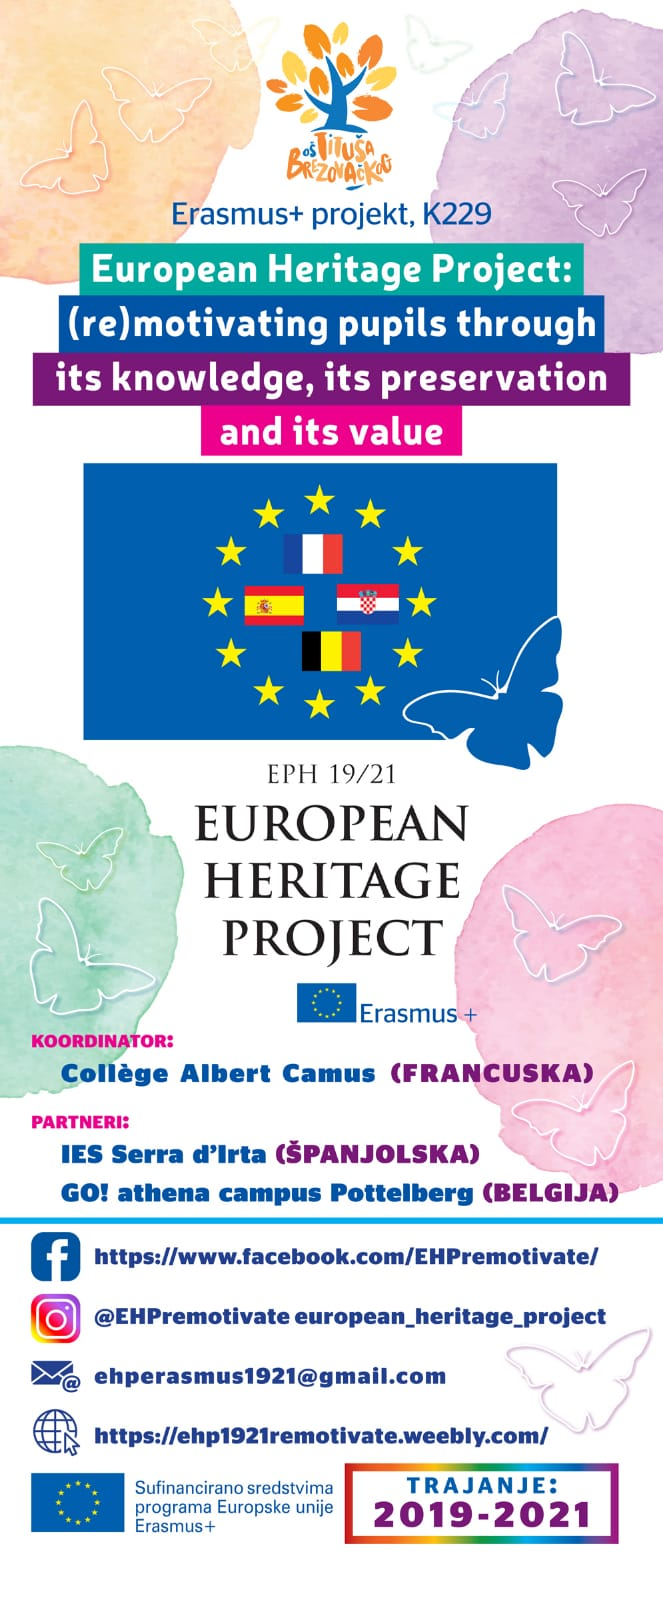 OŠ TITUŠA
BREZOVAČKOG
Erasmus+ projekt, K229
European Heritage Project:
(re)motivating pupils through
its knowledge, its preservation
and its value
EPH 19/21
EUROPEAN
HERITAGE
PROJECT
Erasmus +
KOORDINATOR:
Collège Albert Camus (FRANCUSKA)
PARTNERI:
IES Serra d'Irta (ŠPANJOLSKA)
GO! athena campus Pottelberg (BELGIJA)
https://www.facebook.com/EHPremotivate/
@EHPremotivate european_heritage_project
@ ehperasmus1921@gmail.com
https://ehp1921remotivate.weebly.com/
Sufinancirano sredstvima
programa Europske unije
Erasmus+
TRAJANJE:
2019-2021